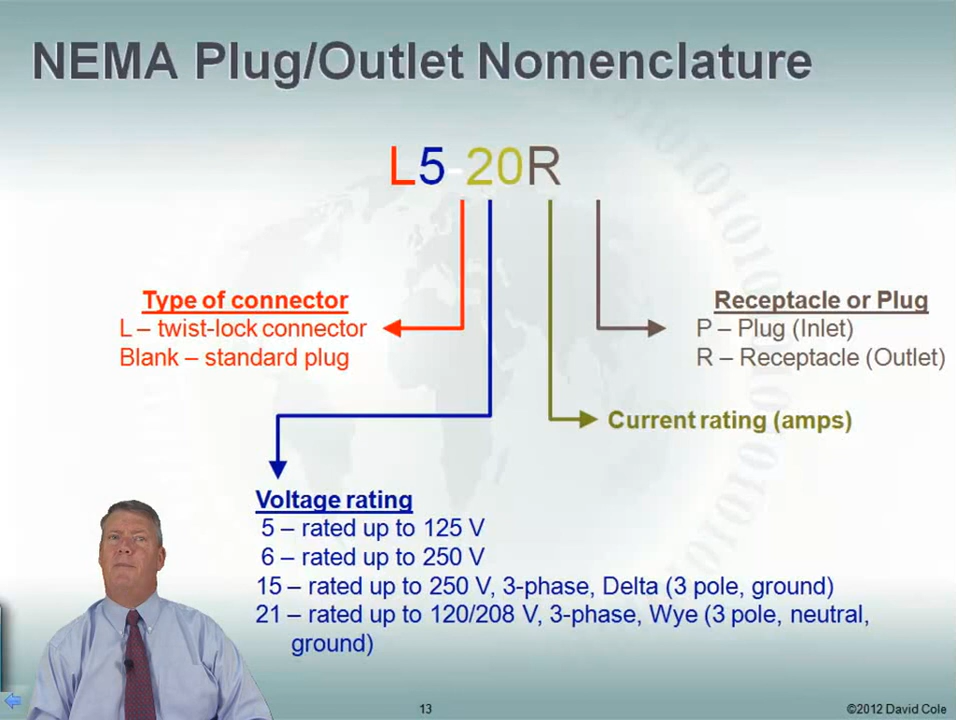 NEMA Plug/Outlet Nomenclature
L5-20R
Type of connector
L – twist-lock connector
Blank – standard plug
Receptacle or Plug
P – Plug (Inlet)
R – Receptacle (Outlet)
Current rating (amps)
Voltage rating
5 – rated up to 125 V
6 – rated up to 250 V
15 – rated up to 250 V, 3-phase, Delta (3 pole, ground)
21 – rated up to 120/208 V, 3-phase, Wye (3 pole, neutral,
ground)
13
©2012 David Cole